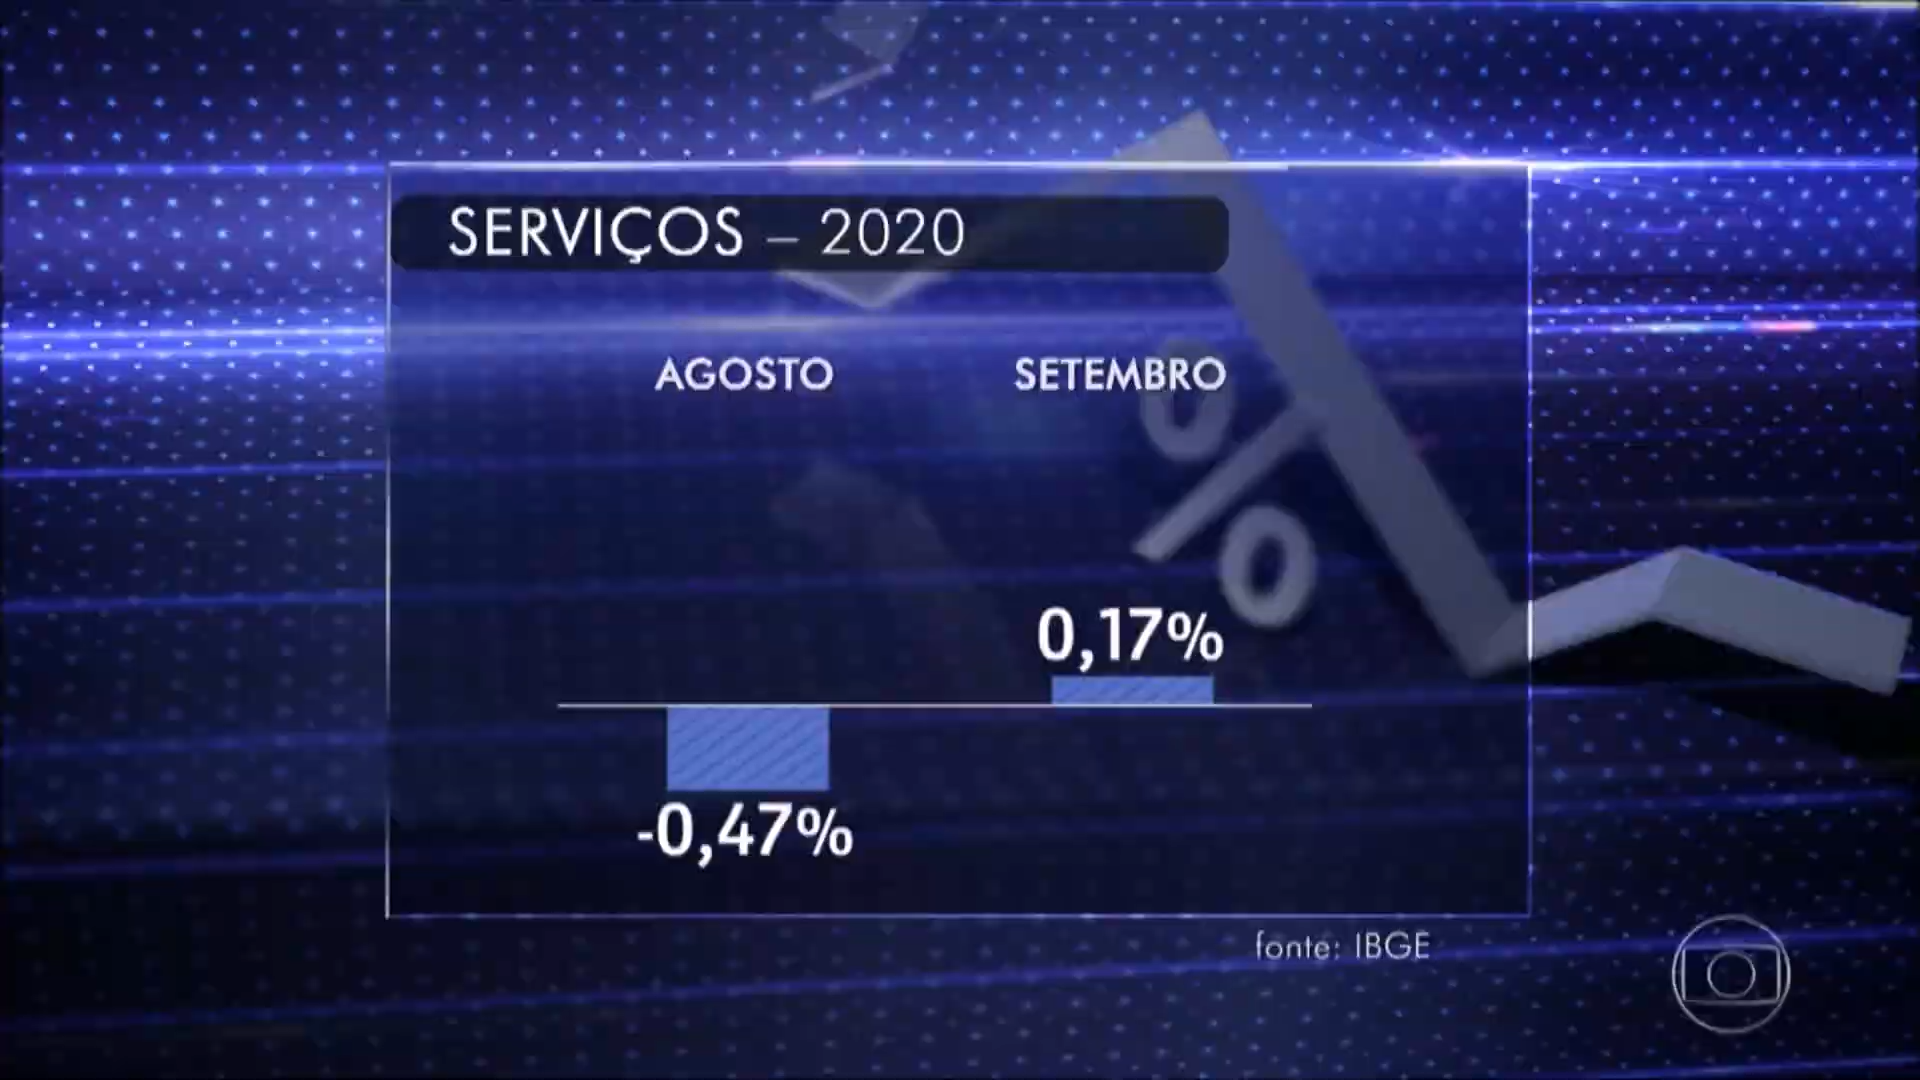 SERVIÇOS – 2020
AGOSTO SETEMBRO
0,17%
-0,47%
fonte: IBGE